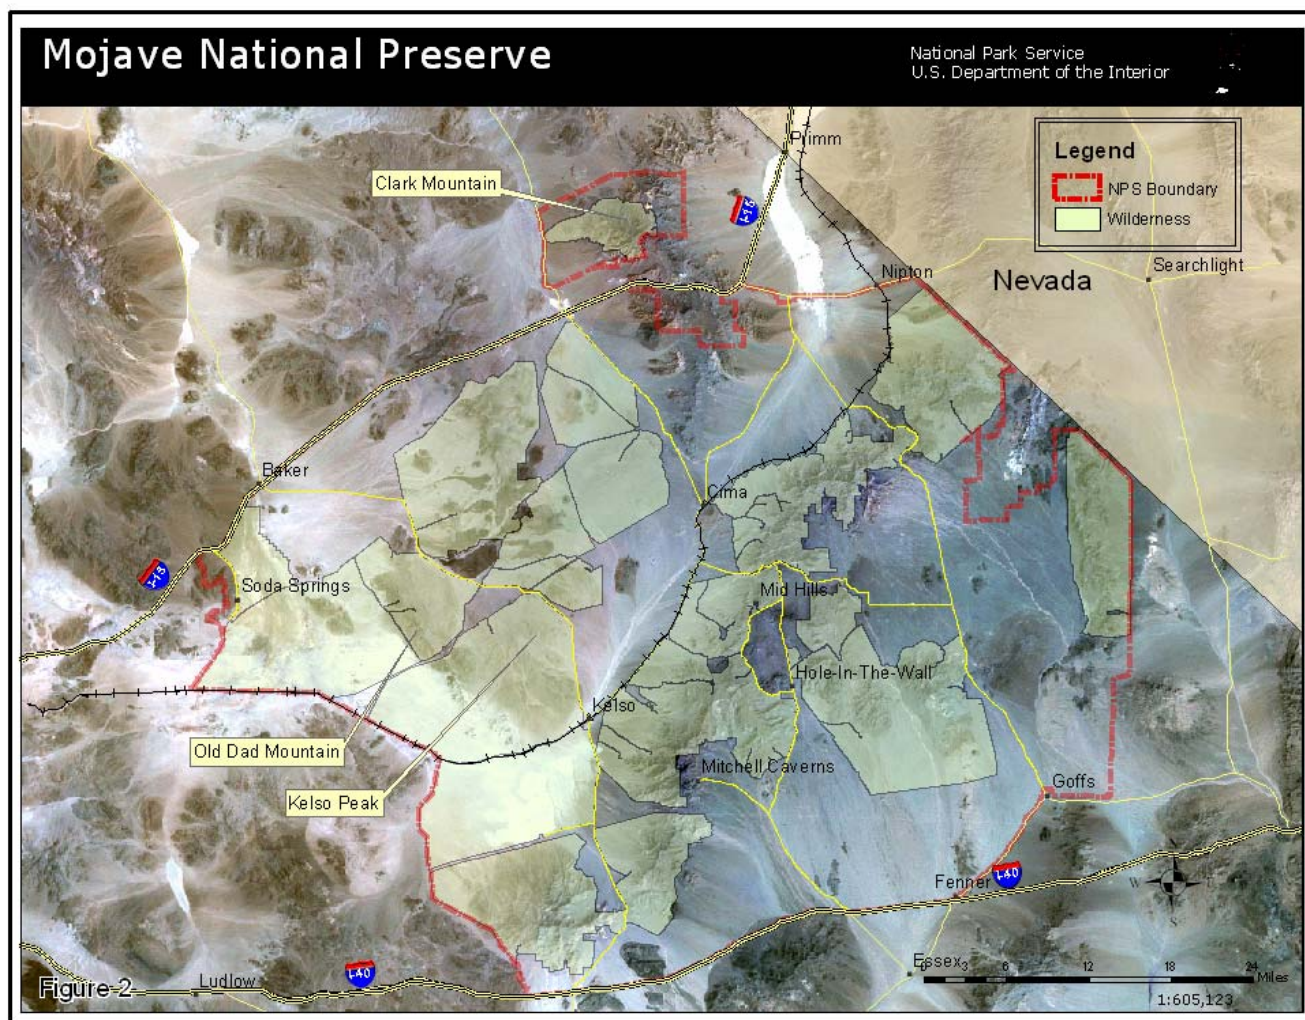 Mojave National Preserve
National Park Service
U.S. Department of the Interior
Primm
Legend
NPS Boundary
Wilderness
Clark Mountain
I-15
Nipton
Nevada
Searchlight
Baker
Cima
I-15
Soda Springs
Mid Hills
Hole-In-The-Wall
Kelso
Old Dad Mountain
Mitchell Caverns
Kelso Peak
Goffs
Fenner
I-40
W
E
S
Essex
Ludlow
I-40
Figure 2
0 3 6 12 18 24
Miles
1:605,123